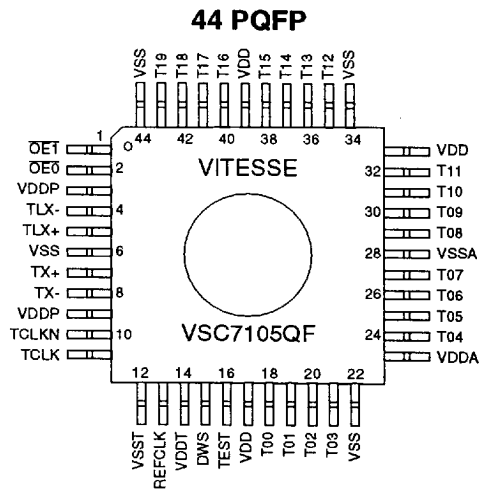 44 PQFP
VSS T19 T18 T17 T16 VDD T15 T14 T13 T12 VSS
44 42 40 38 36 34
1
OE1
OE0 2
VDDP
TLX- 4
TLX+
VSS 6
TX+
TX- 8
VDDP
TCLKN 10
TCLK
VITESSE
VSC7105QF
VDD
32 T11
T10
30 T09
T08
28 VSSA
T07
26 T06
T05
24 T04
VDDA
12 14 16 18 20 22
VSST REFCLK VDDT DWS TEST VDD T00 T01 T02 T03 VSS